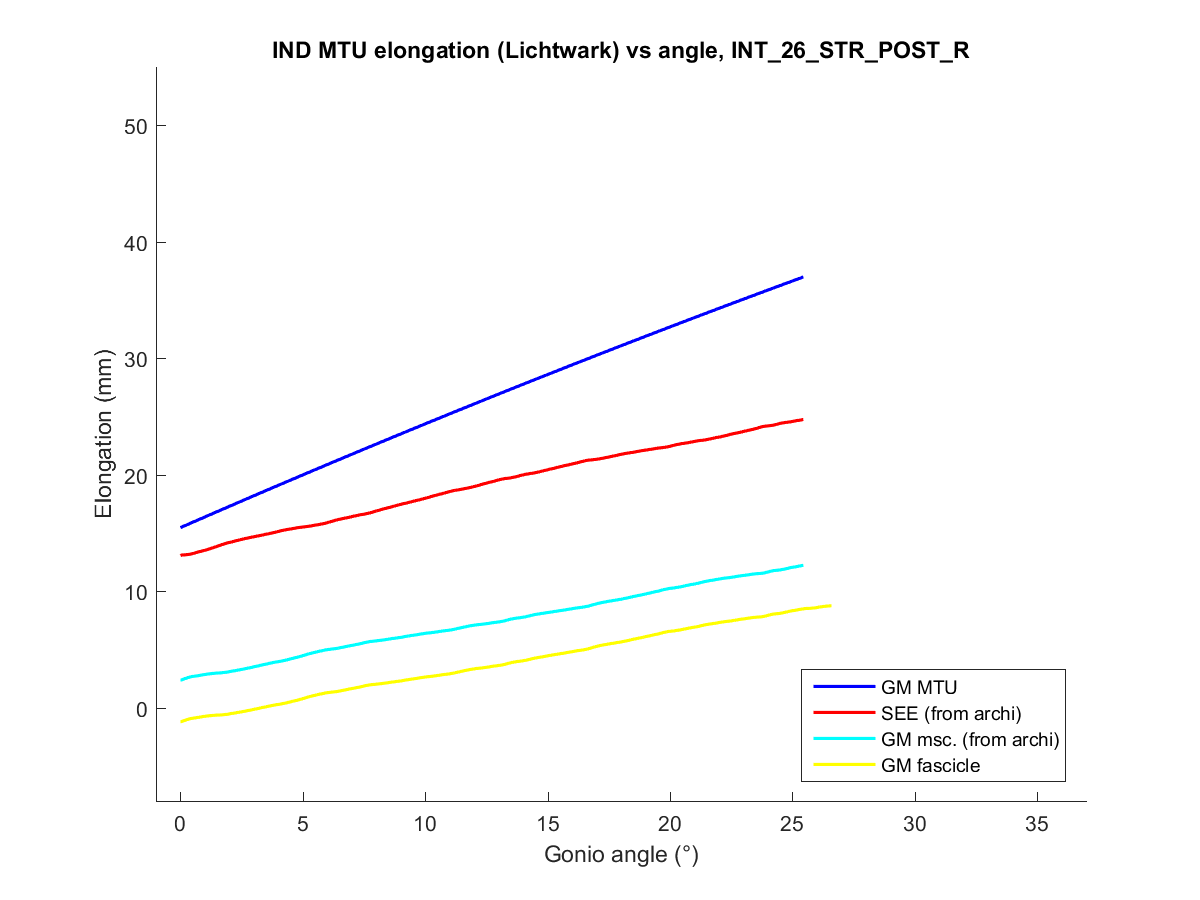 IND MTU elongation (Lichtwark) vs angle, INT_26_STR_POST_R
50
40
30
20
10
0
Elongation (mm)
0 5 10 15 20 25 30 35
Gonio angle (°)
GM MTU
SEE (from archi)
GM msc. (from archi)
GM fascicle